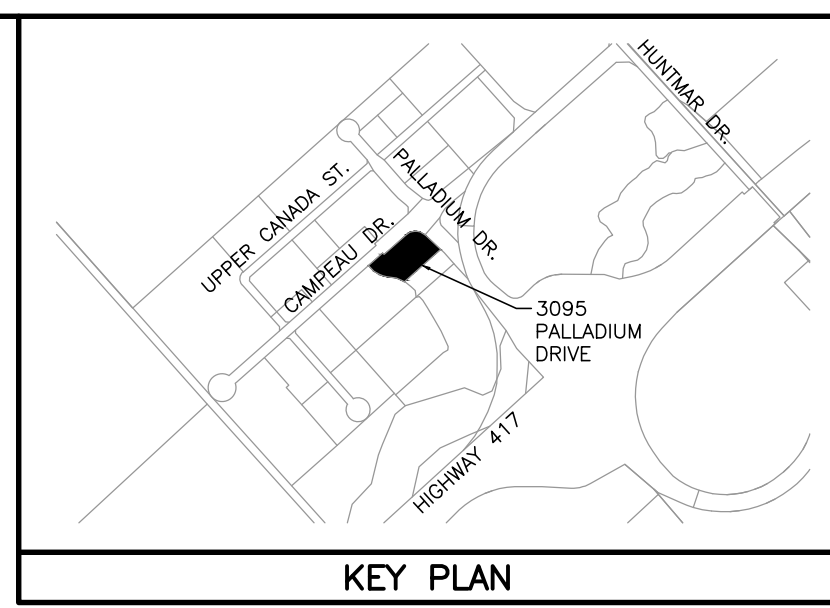 HUNTMAR DR.
PALLADIUM DR.
UPPER CANADA ST.
CAMPEAU DR.
3095
PALLADIUM
DRIVE
HIGHWAY 417
KEY PLAN